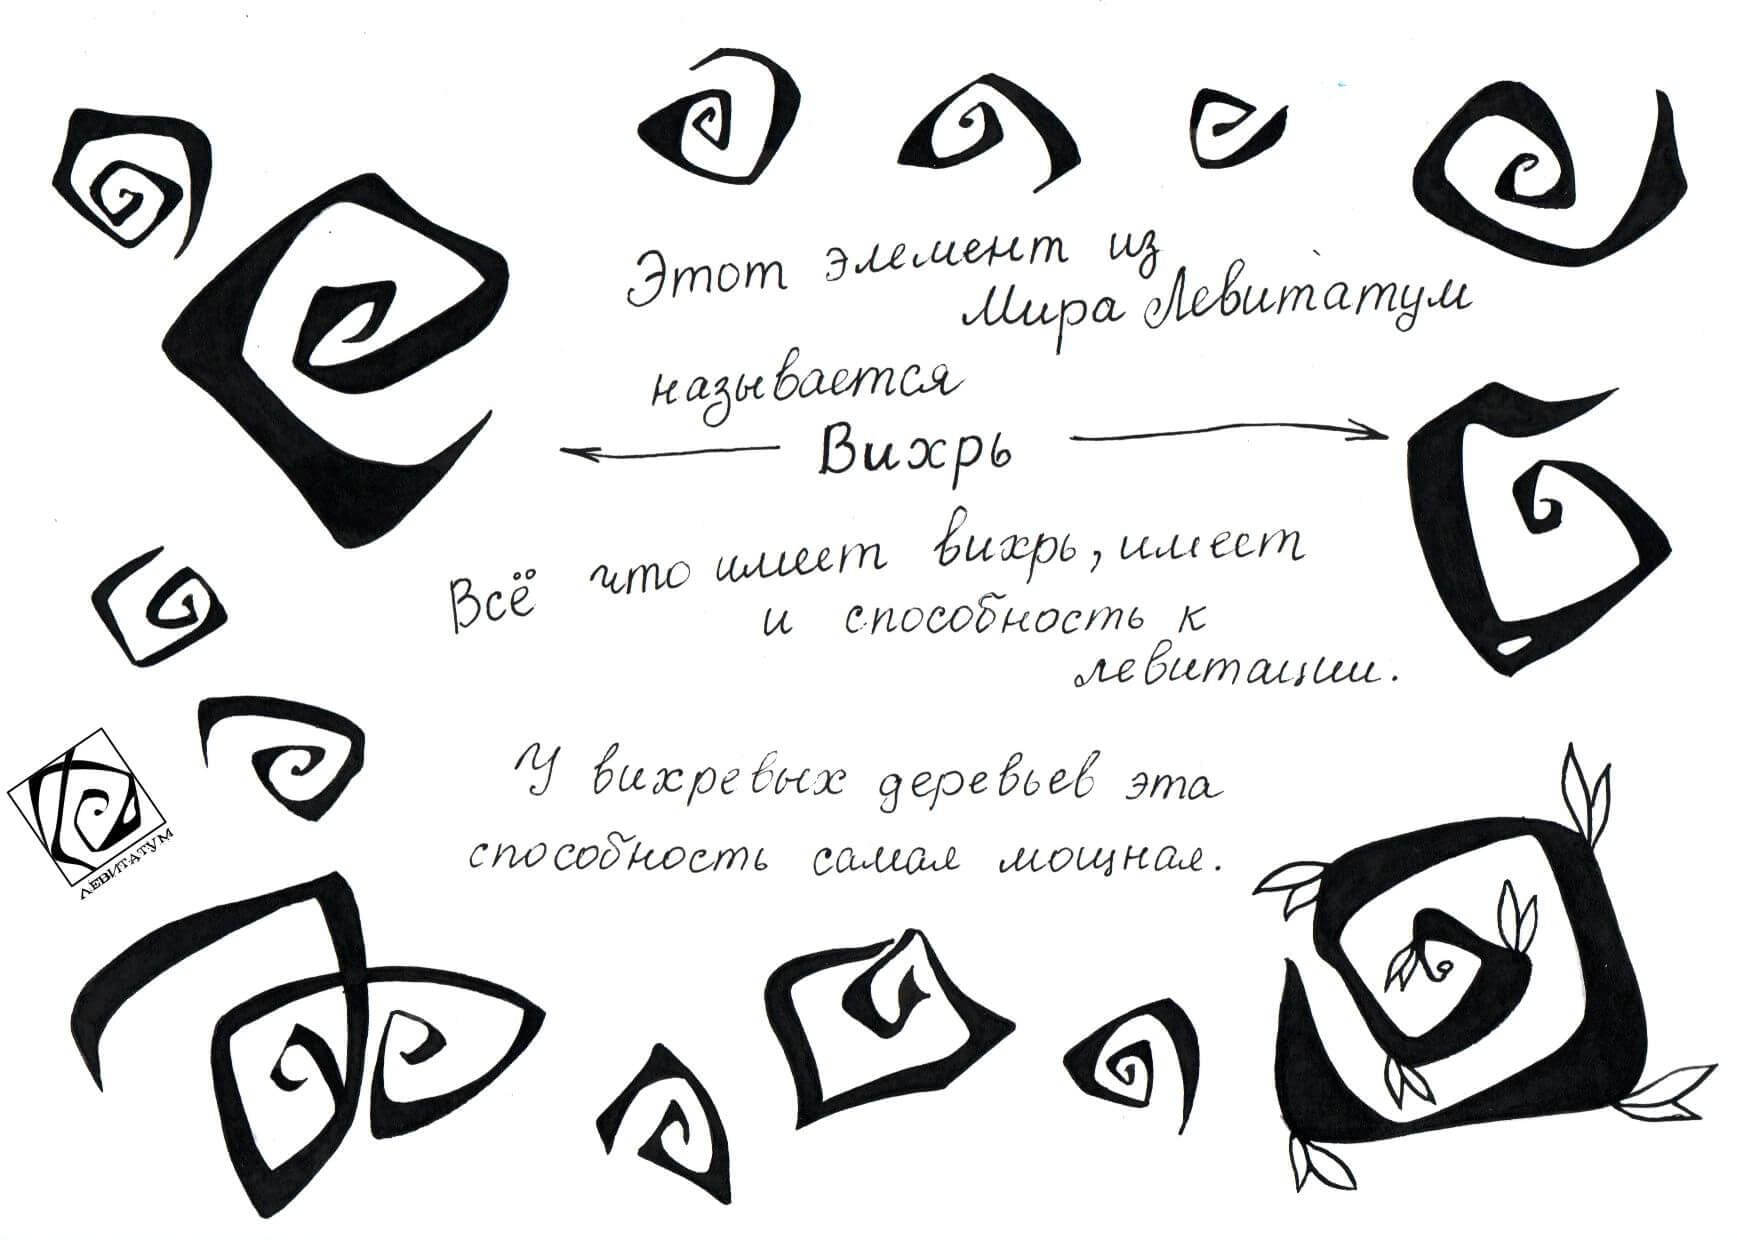 Этот элемент из
Мира Левитатум
называется
Вихрь
Всё что имеет вихрь, имеет
и способность к
левитации.
У вихревых деревьев эта
способность самая мощная.
ЛЕВИТАТУМ